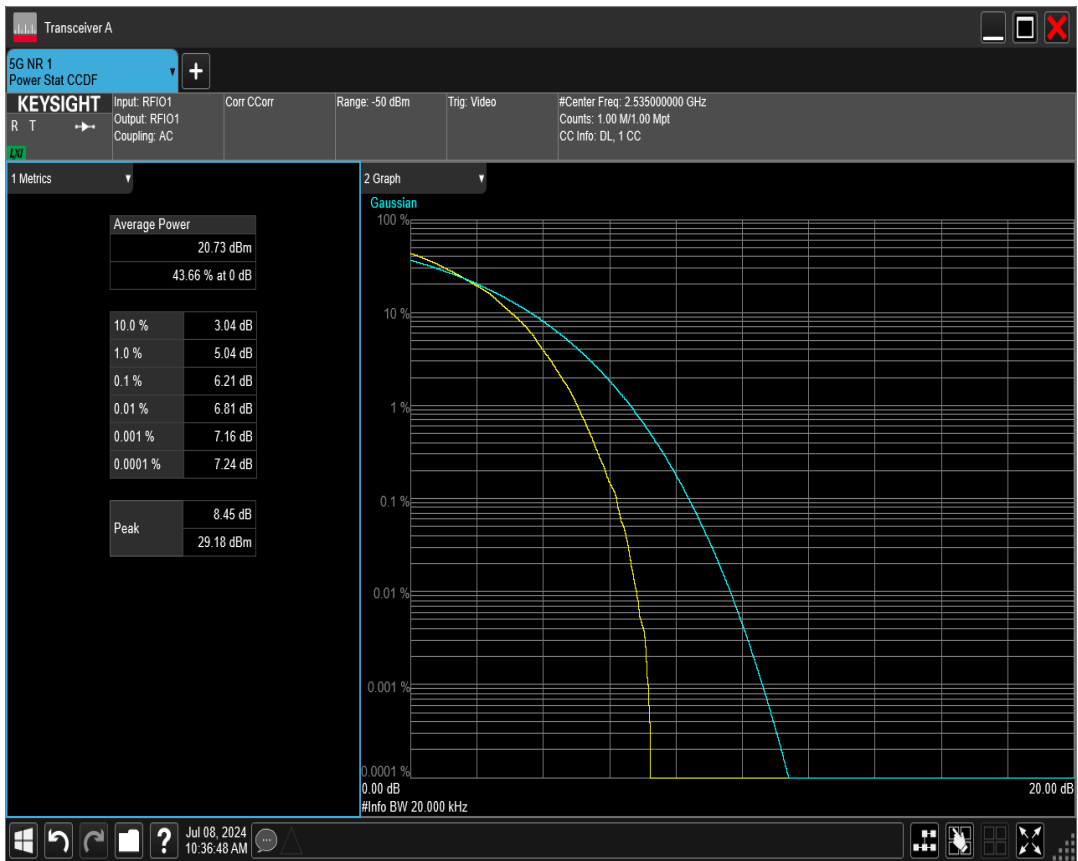 Transceiver A
5G NR 1
Power Stat CCDF
+
KEYSIGHT
R T
LXI
Input: RFIO1
Output: RFIO1
Coupling: AC
Corr CCorr
Range: -50 dBm
Trig: Video
#Center Freq: 2.535000000 GHz
Counts: 1.00 M/1.00 Mpt
CC Info: DL, 1 CC
1 Metrics
Average Power
20.73 dBm
43.66 % at 0 dB
10.0 % 3.04 dB
1.0 % 5.04 dB
0.1 % 6.21 dB
0.01 % 6.81 dB
0.001 % 7.16 dB
0.0001 % 7.24 dB
Peak
8.45 dB
29.18 dBm
2 Graph
Gaussian
100 %
10 %
1 %
0.1 %
0.01 %
0.001 %
0.0001 %
0.00 dB
20.00 dB
#Info BW 20.000 kHz
?
Jul 08, 2024
10:36:48 AM